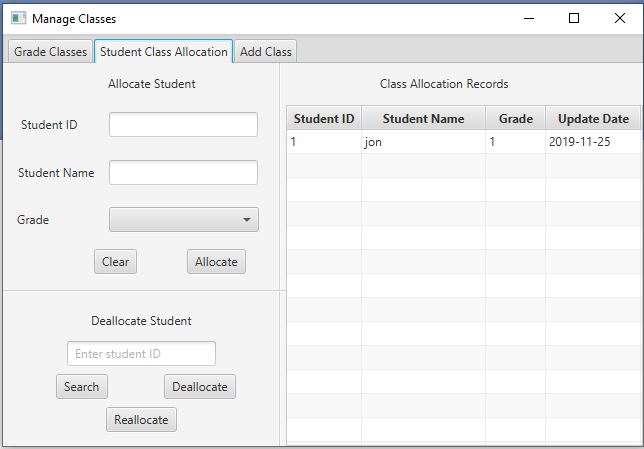 Manage Classes
Grade Classes Student Class Allocation Add Class
Allocate Student
Student ID
Student Name
Grade
Clear Allocate
Deallocate Student
Enter student ID
Search Deallocate
Reallocate
Class Allocation Records
Student ID Student Name Grade Update Date
1 jon 1 2019-11-25